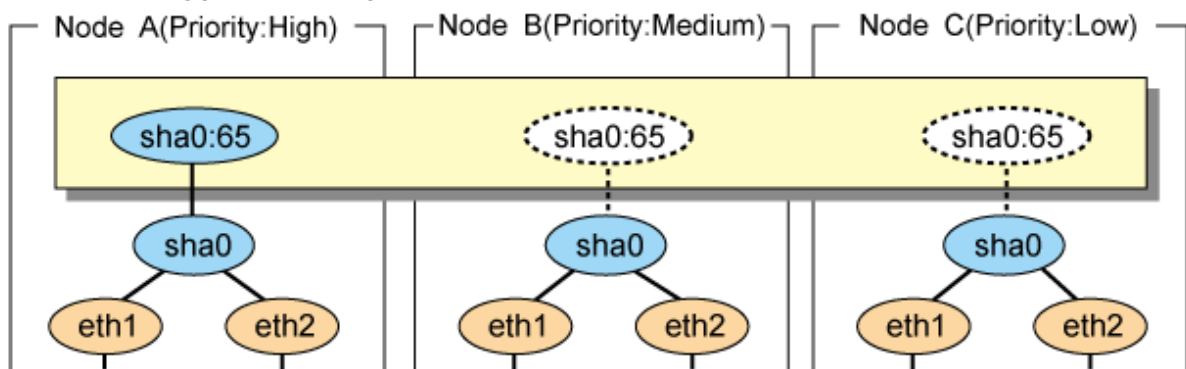 Node A(Priority:High) Node B(Priority:Medium) Node C(Priority:Low)
sha0:65 sha0:65 sha0:65
sha0 sha0 sha0
eth1 eth2 eth1 eth2 eth1 eth2